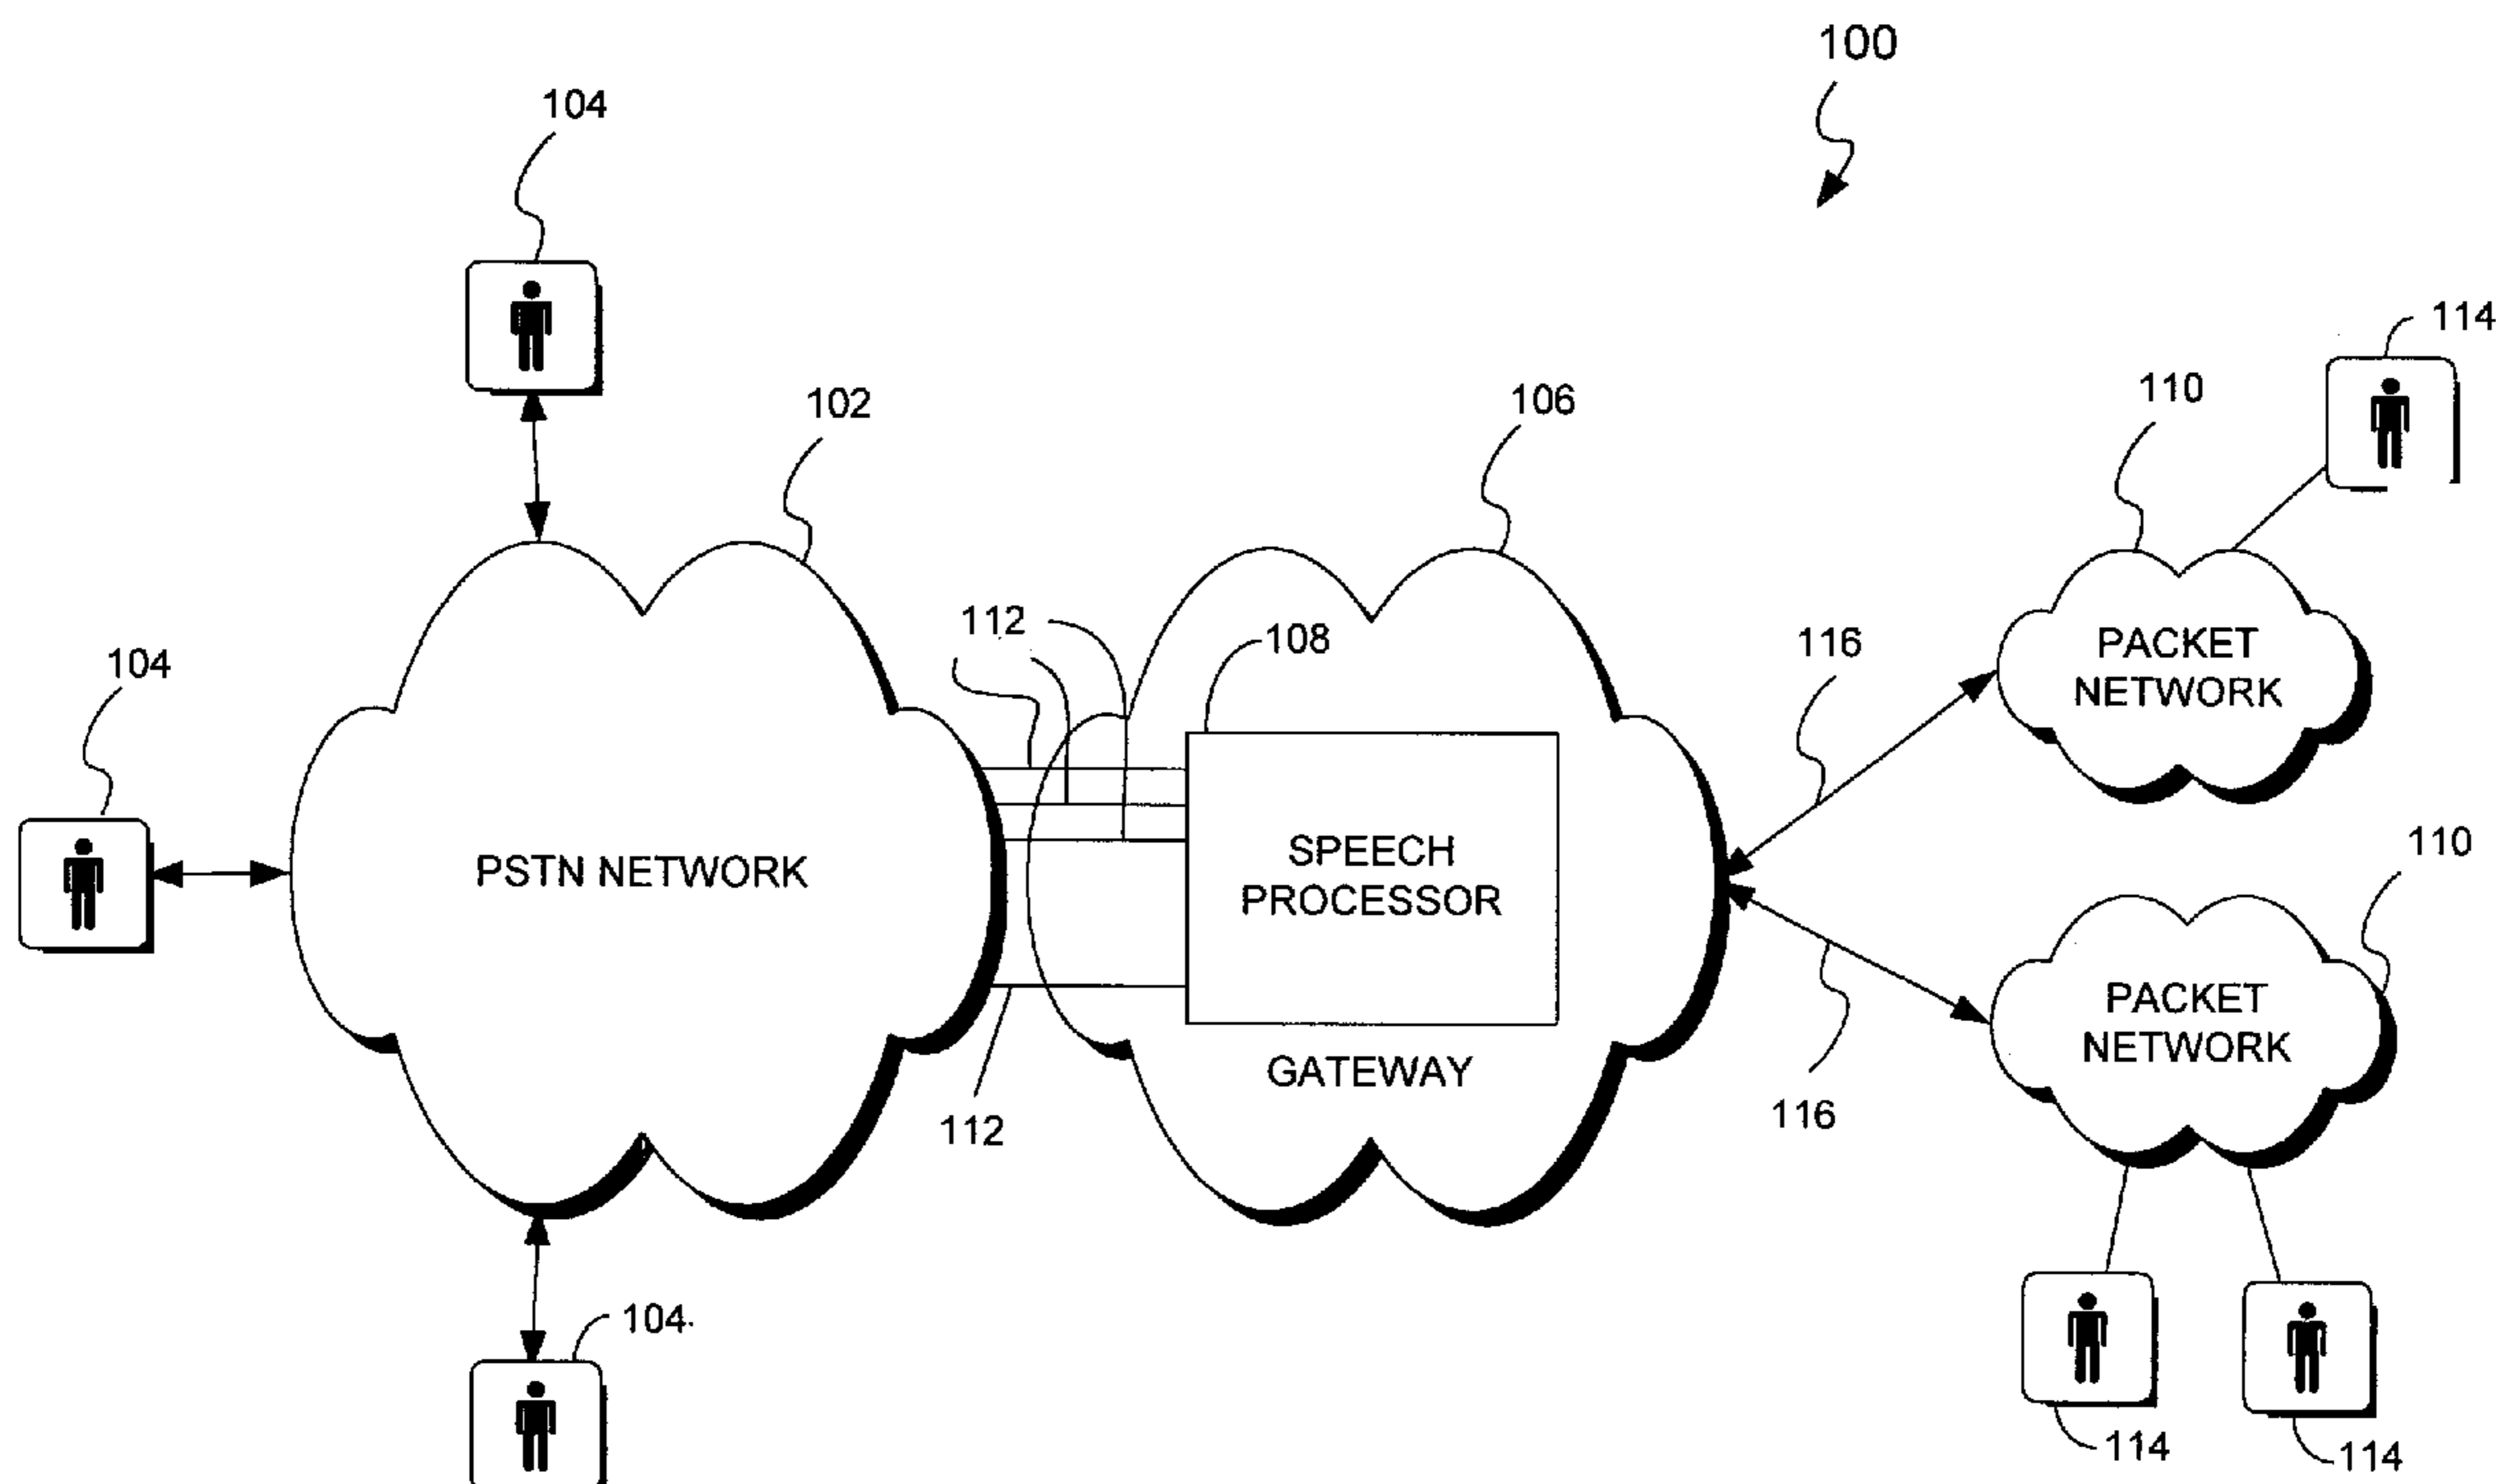 100
104
114
110
102
106
112
108
116
PACKET
NETWORK
104
110
SPEECH
PROCESSOR
PSTN NETWORK
PACKET
NETWORK
GATEWAY
112
116
104
114
114